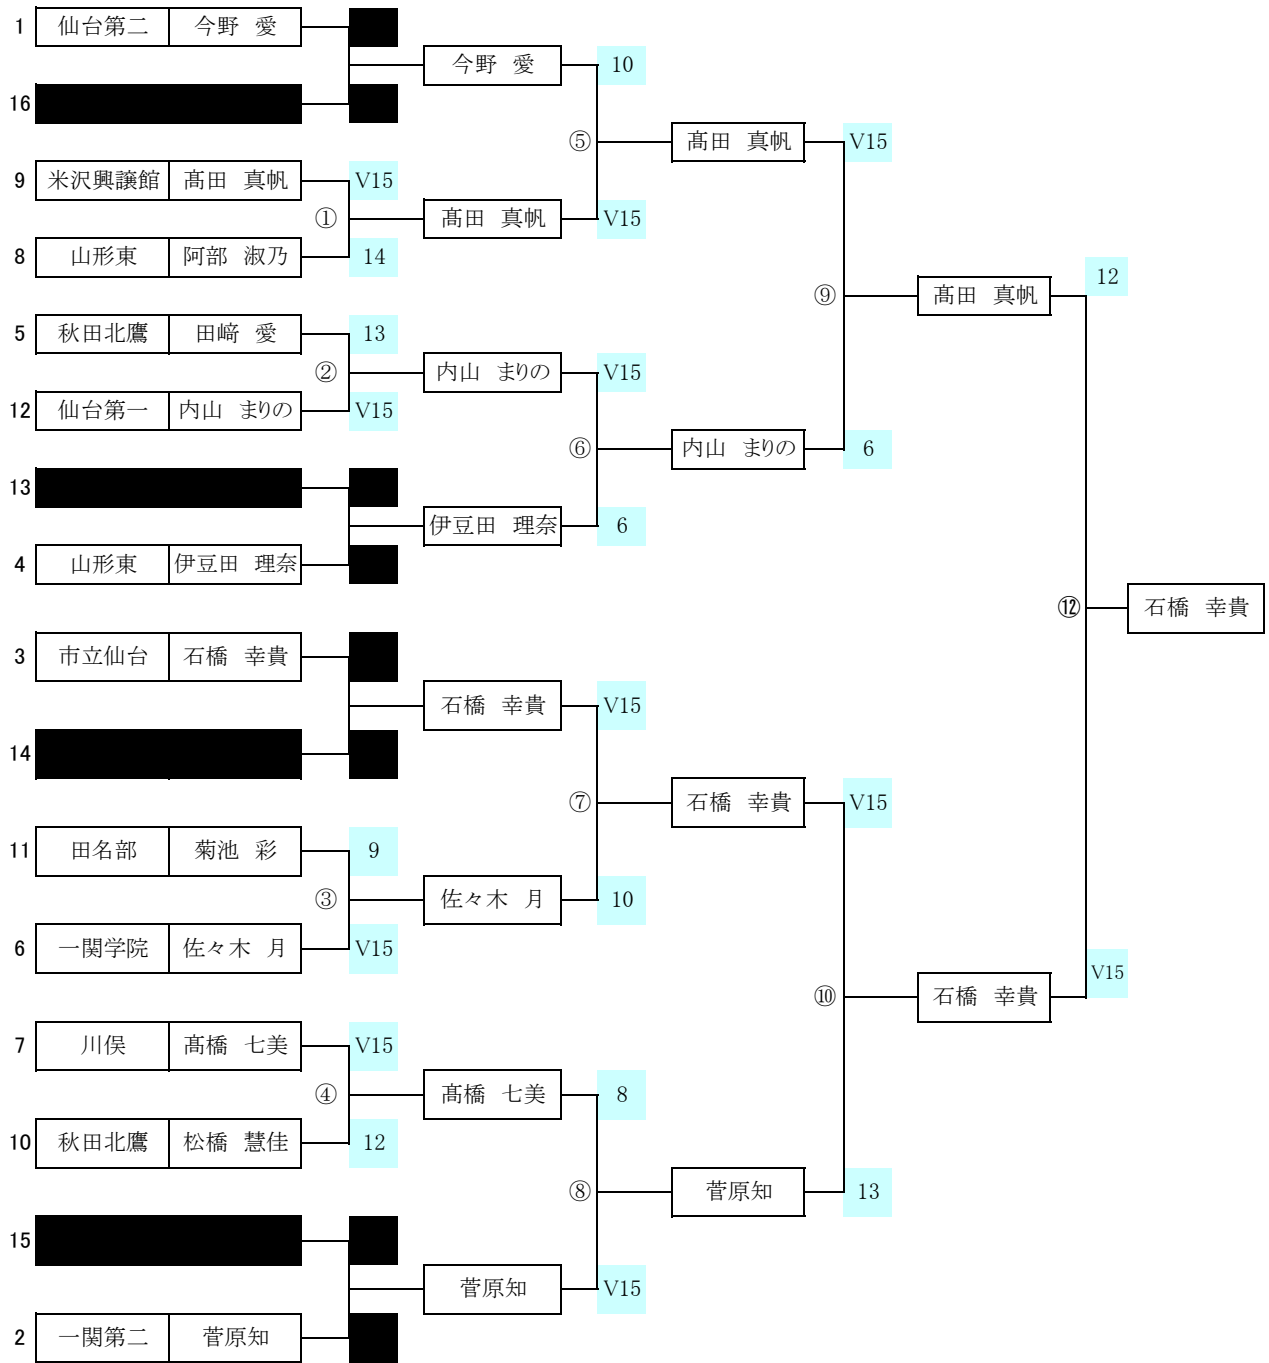 1 仙台第二 今野 愛
今野 愛 10
16
⑤ 髙田 真帆 V15
9 米沢興譲館 髙田 真帆 V15
① 髙田 真帆 V15
8 山形東 阿部 淑乃 14
⑨ 髙田 真帆 12
5 秋田北鷹 田﨑 愛 13
② 内山 まりの V15
12 仙台第一 内山 まりの V15
⑥ 内山 まりの 6
13
伊豆田 理奈 6
4 山形東 伊豆田 理奈
⑫ 石橋 幸貴
3 市立仙台 石橋 幸貴
石橋 幸貴 V15
14
⑦ 石橋 幸貴 V15
11 田名部 菊池 彩 9
③ 佐々木 月 10
6 一関学院 佐々木 月 V15
V15
⑩ 石橋 幸貴
7 川俣 髙橋 七美 V15
④ 髙橋 七美 8
10 秋田北鷹 松橋 慧佳 12
⑧ 菅原知 13
15
菅原知 V15
2 一関第二 菅原知